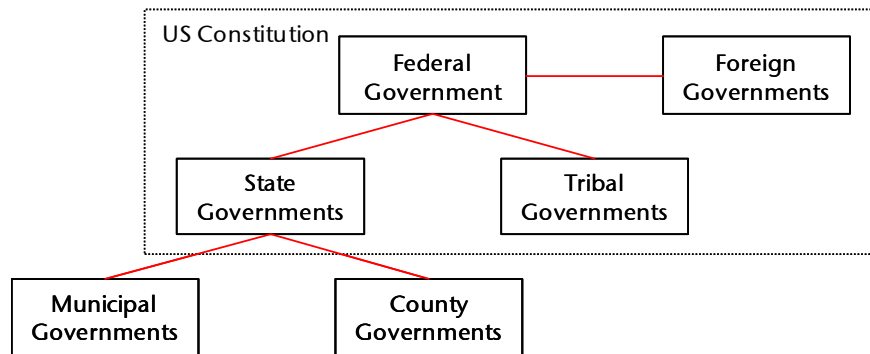 US Constitution
Federal
Government
Foreign
Governments
State
Governments
Tribal
Governments
Municipal
Governments
County
Governments